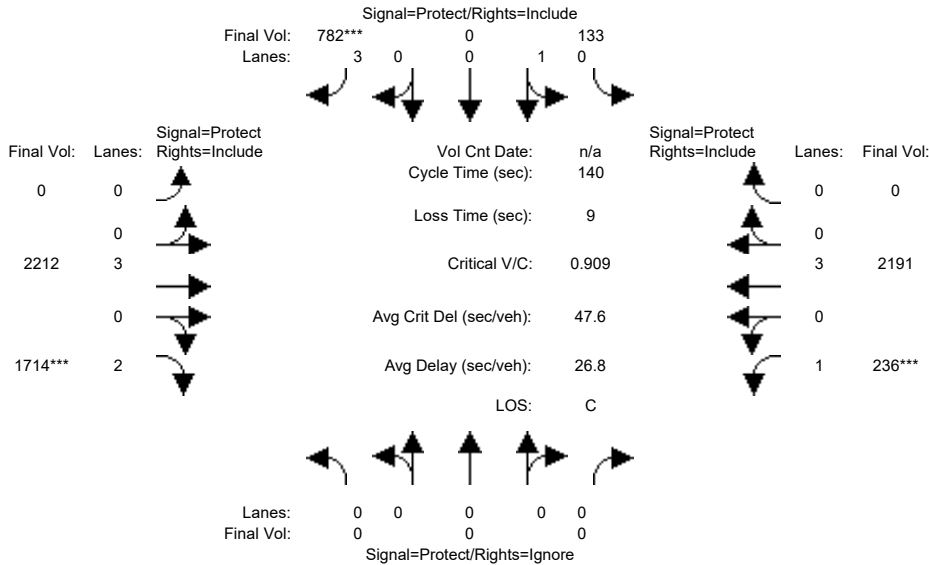 Signal=Protect/Rights=Include
Final Vol: 782*** 0 133
Lanes: 3 0 0 1 0
Signal=Protect
Final Vol: Lanes: Rights=Include
Vol Cnt Date: n/a
Signal=Protect
Rights=Include Lanes: Final Vol:
Cycle Time (sec): 140
0 0
0 0
Loss Time (sec): 9
0
0
2212 3
Critical V/C: 0.909
3 2191
0
Avg Crit Del (sec/veh): 47.6
0
1714*** 2
Avg Delay (sec/veh): 26.8
1 236***
LOS: C
Lanes: 0 0 0 0 0
Final Vol: 0 0 0
Signal=Protect/Rights=Ignore